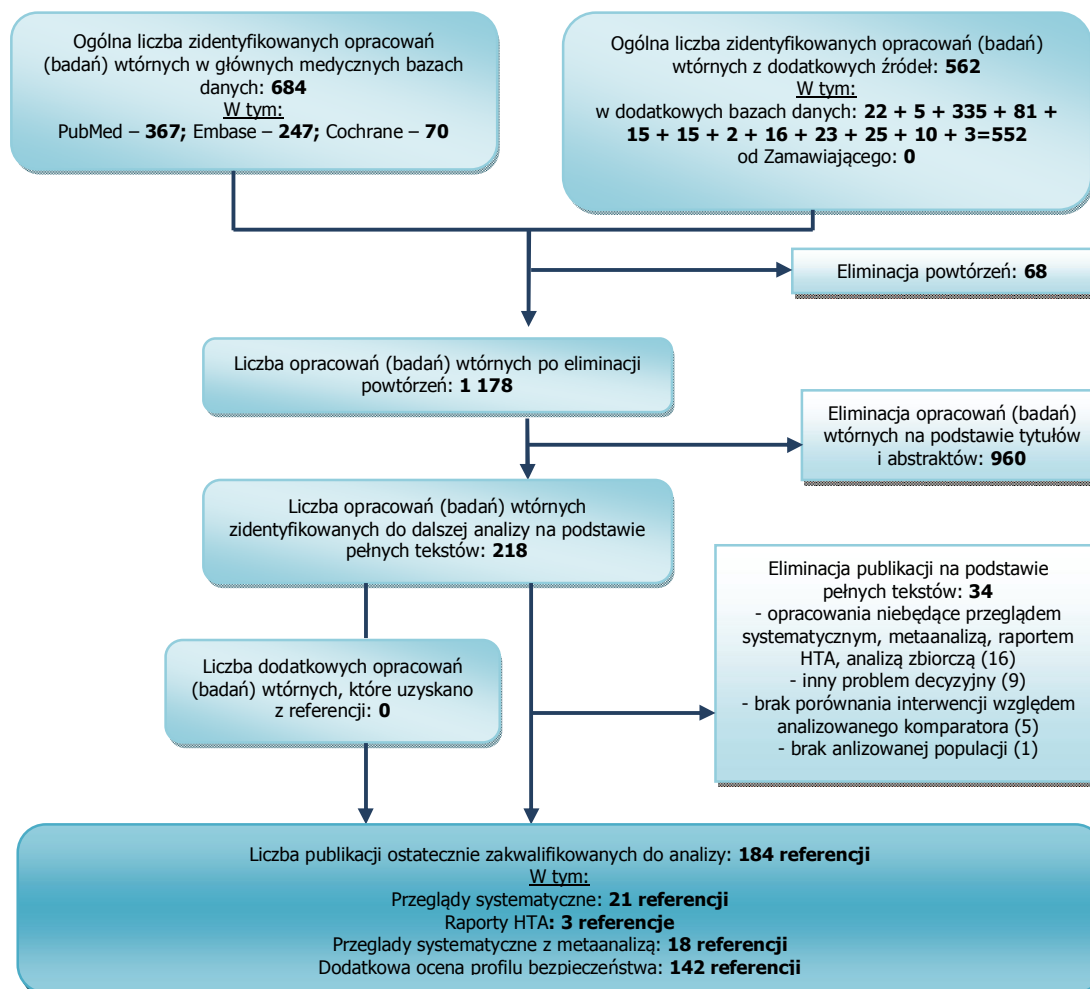 Ogólna liczba zidentyfikowanych opracowań
(badań) wtórnych w głównych medycznych bazach
danych: 684
W tym:
PubMed – 367; Embase – 247; Cochrane – 70
Ogólna liczba zidentyfikowanych opracowań (badań)
wtórnych z dodatkowych źródeł: 562
W tym:
w dodatkowych bazach danych: 22 + 5 + 335 + 81 +
15 + 15 + 2 + 16 + 23 + 25 + 10 + 3=552
od Zamawiającego: 0
Eliminacja powtórzeń: 68
Liczba opracowań (badań) wtórnych po eliminacji
powtórzeń: 1 178
Eliminacja opracowań (badań)
wtórnych na podstawie tytułów
i abstraktów: 960
Liczba opracowań (badań) wtórnych
zidentyfikowanych do dalszej analizy na podstawie
pełnych tekstów: 218
Eliminacja publikacji na podstawie
pełnych tekstów: 34
- opracowania niebędące przeglądem
systematycznym, metaanalizą, raportem
HTA, analizą zbiorczą (16)
- inny problem decyzyjny (9)
- brak porównania interwencji względem
analizowanego komparatora (5)
- brak anlizowanej populacji (1)
Liczba dodatkowych opracowań
(badań) wtórnych, które uzyskano
z referencji: 0
Liczba publikacji ostatecznie zakwalifikowanych do analizy: 184 referencji
W tym:
Przeglądy systematyczne: 21 referencji
Raporty HTA: 3 referencje
Przeglady systematyczne z metaanalizą: 18 referencji
Dodatkowa ocena profilu bezpieczeństwa: 142 referencji